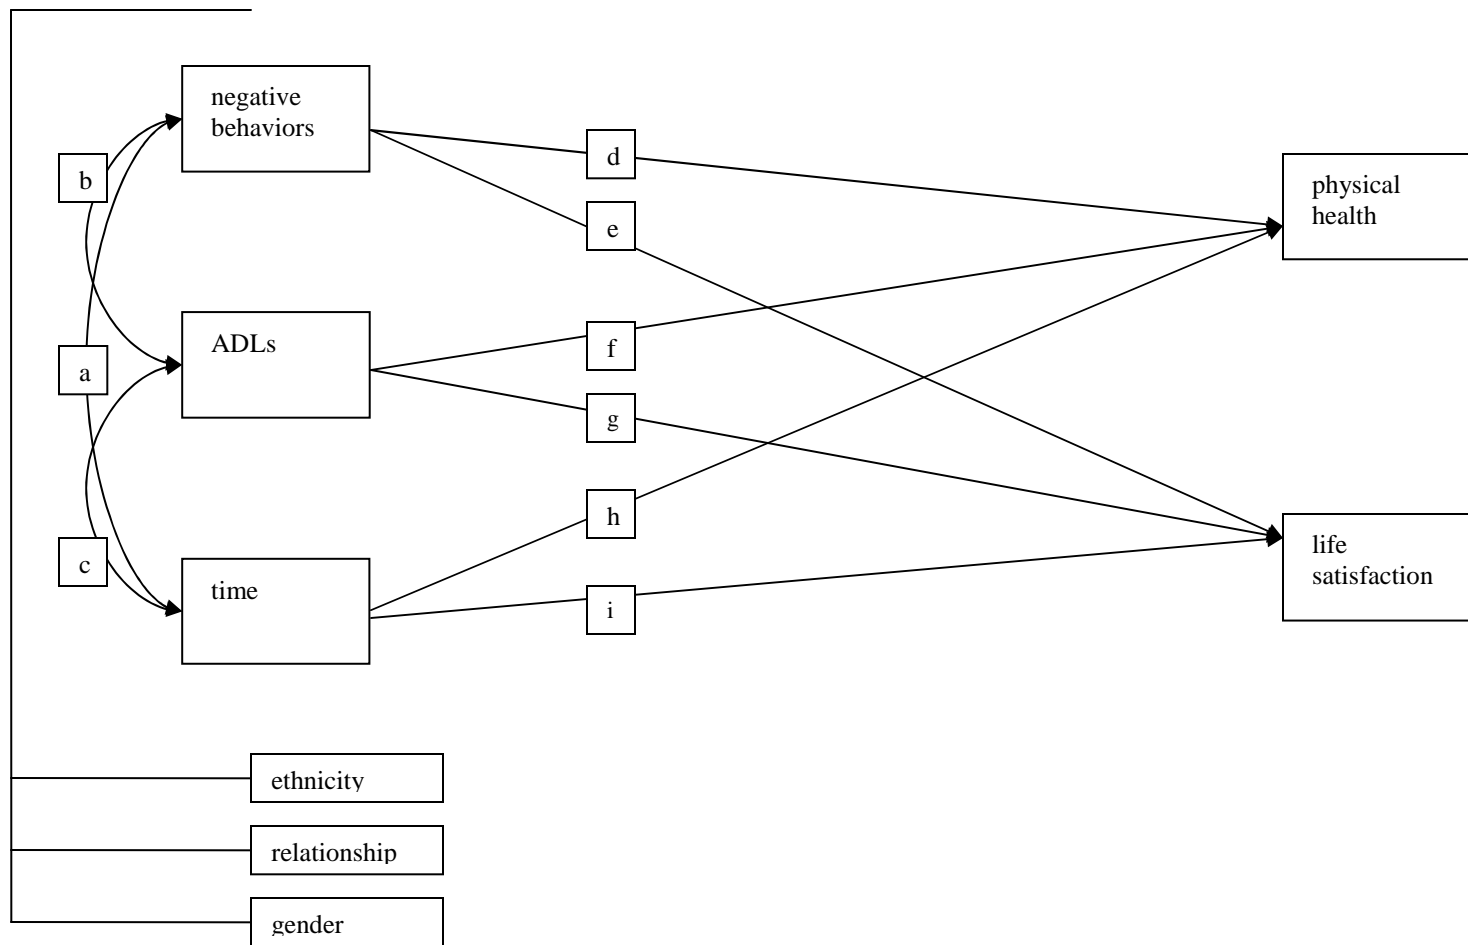 negative
behaviors
b
d
physical
health
e
ADLs
a
f
g
h
c
time
i
life
satisfaction
ethnicity
relationship
gender